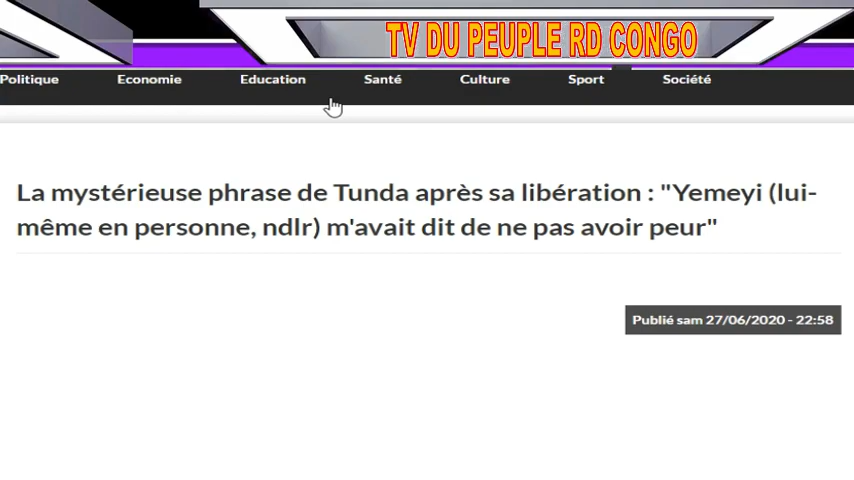 TV DU PEUPLE RD CONGO
Politique Economie Education Santé Culture Sport Société
La mystérieuse phrase de Tunda après sa libération : "Yemeyi (lui-
même en personne, ndlr) m'avait dit de ne pas avoir peur"
Publié sam 27/06/2020 - 22:58